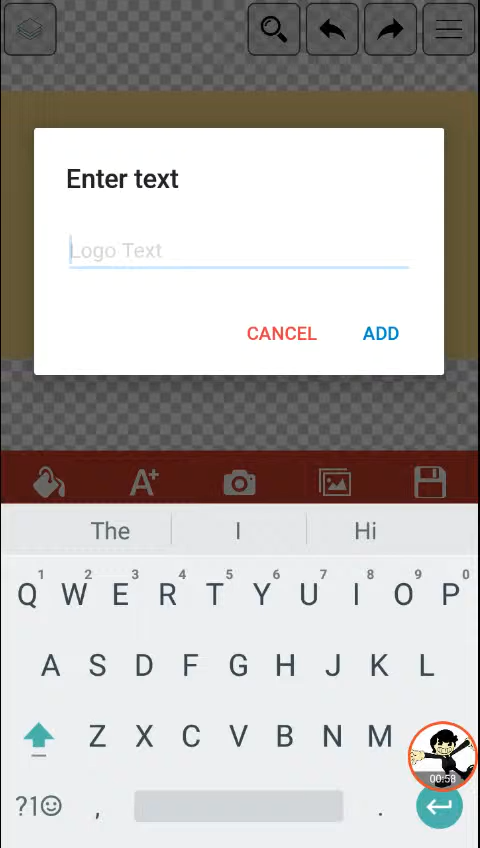 Enter text
Logo Text
CANCEL ADD
A+
The I Hi
1 2 3 4 5 6 7 8 9 0
Q W E R T Y U I O P
A S D F G H J K L
Z X C V B N M
00:58
?1☺ , .